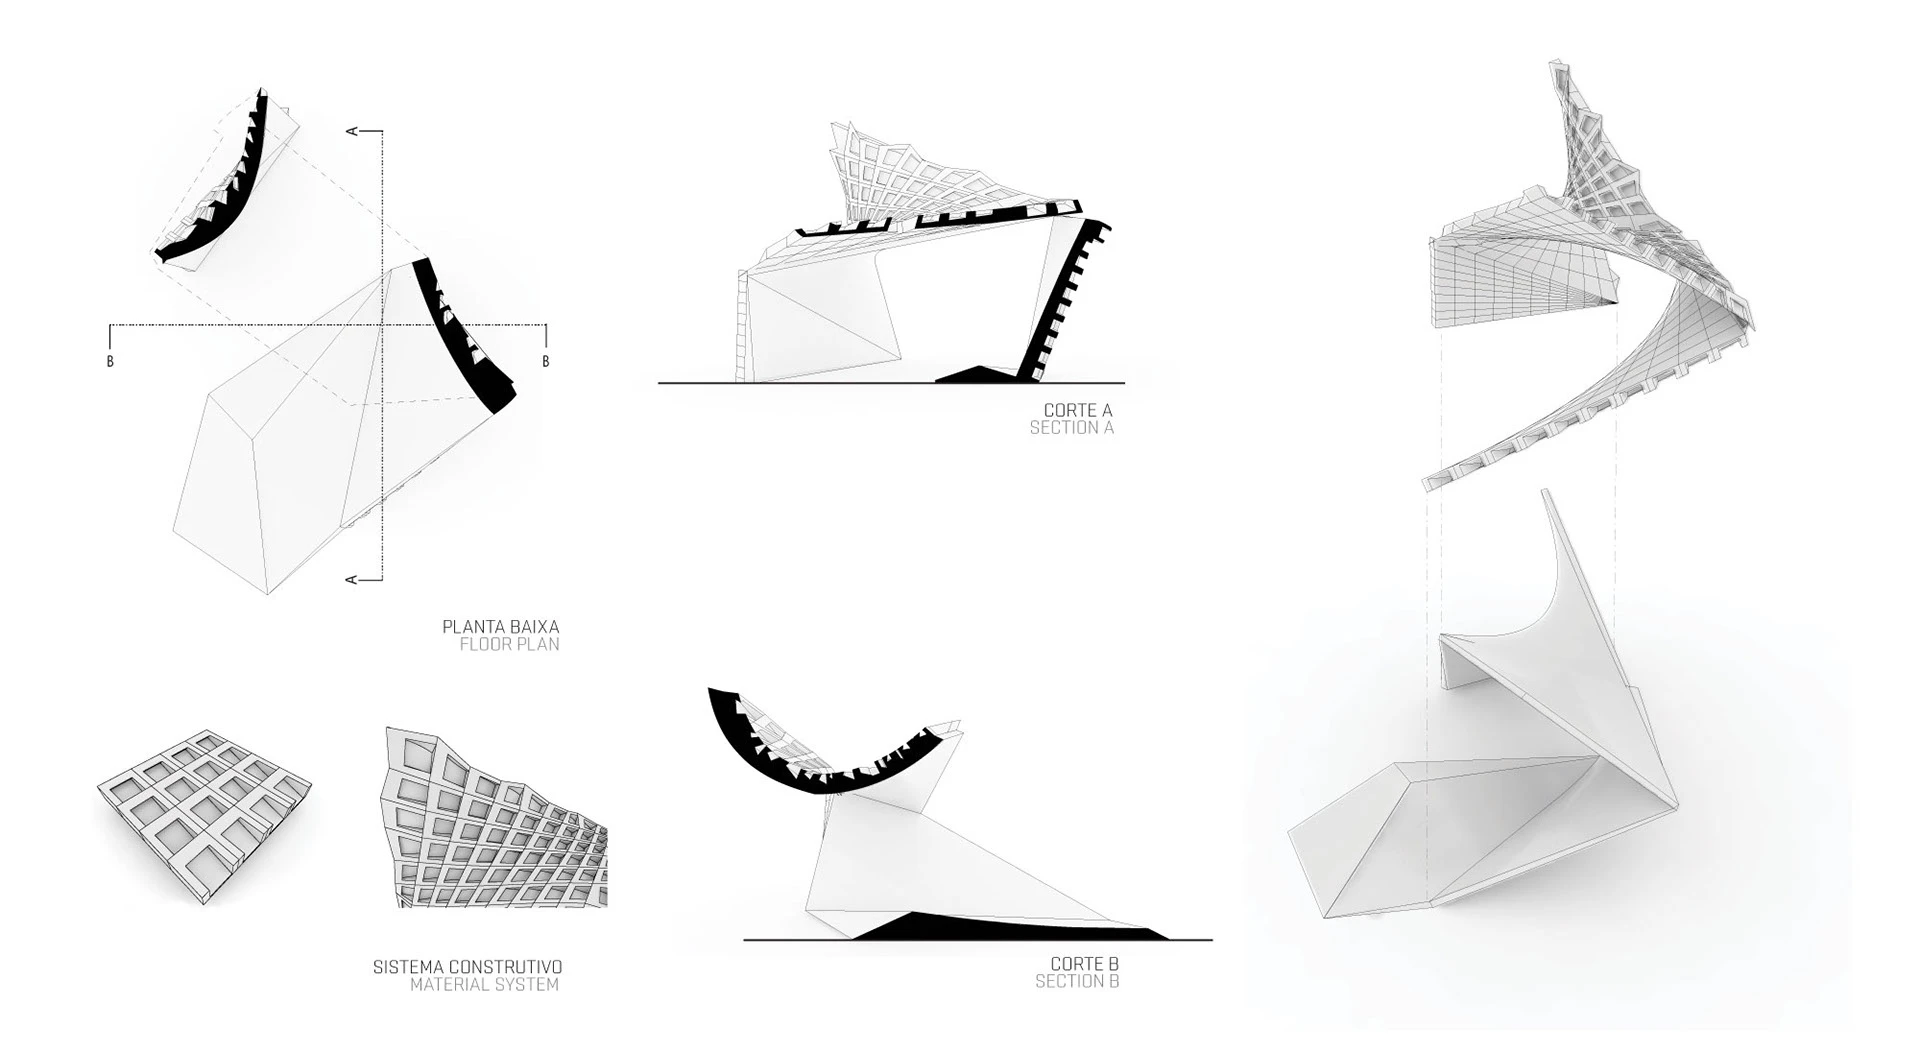 A
B
B
A
PLANTA BAIXA
FLOOR PLAN
CORTE A
SECTION A
SISTEMA CONSTRUTIVO
MATERIAL SYSTEM
CORTE B
SECTION B